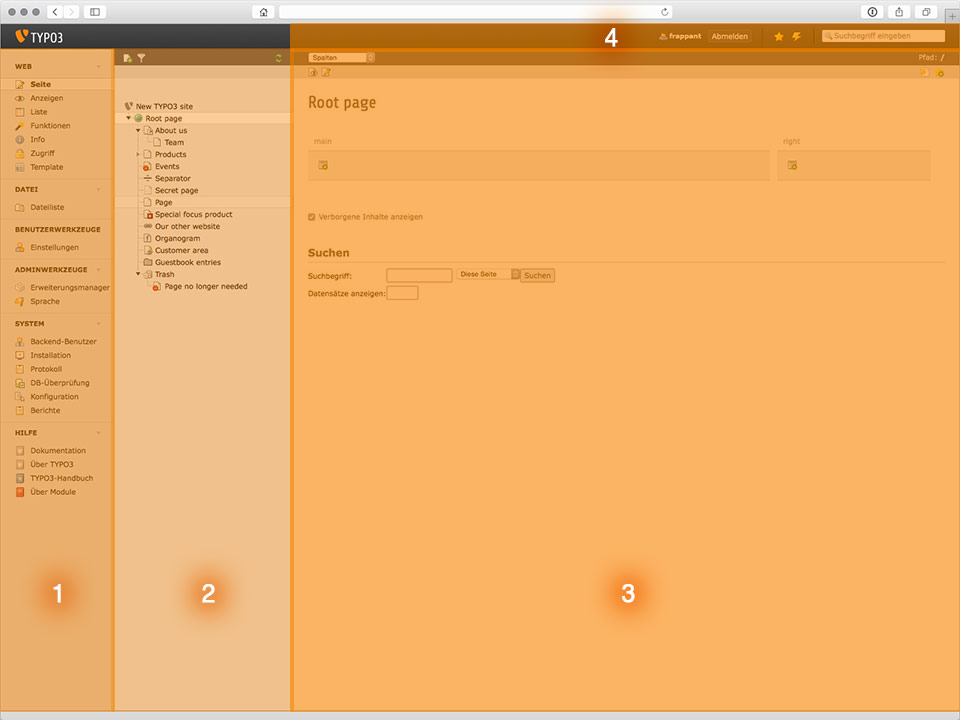 TYPO3
4
frappant
Abmelden
Suchbegriff eingeben
WEB
Seite
Anzeigen
Liste
Funktionen
Info
Zugriff
Template
DATEI
Dateiliste
BENUTZERWERKZEUGE
Einstellungen
ADMINWERKZEUGE
Erweiterungsmanager
Sprache
SYSTEM
Backend-Benutzer
Installation
Protokoll
DB-Überprüfung
Konfiguration
Berichte
HILFE
Dokumentation
Über TYPO3
TYPO3-Handbuch
Über Module
1
New TYPO3 site
Root page
About us
Team
Products
Events
Separator
Secret page
Page
Special focus product
Our other website
Organogram
Customer area
Guestbook entries
Trash
Page no longer needed
2
Spalten
Pfad: /
Root page
main
right
Verborgene Inhalte anzeigen
Suchen
Suchbegriff:
Diese Seite
Suchen
Datensätze anzeigen:
3